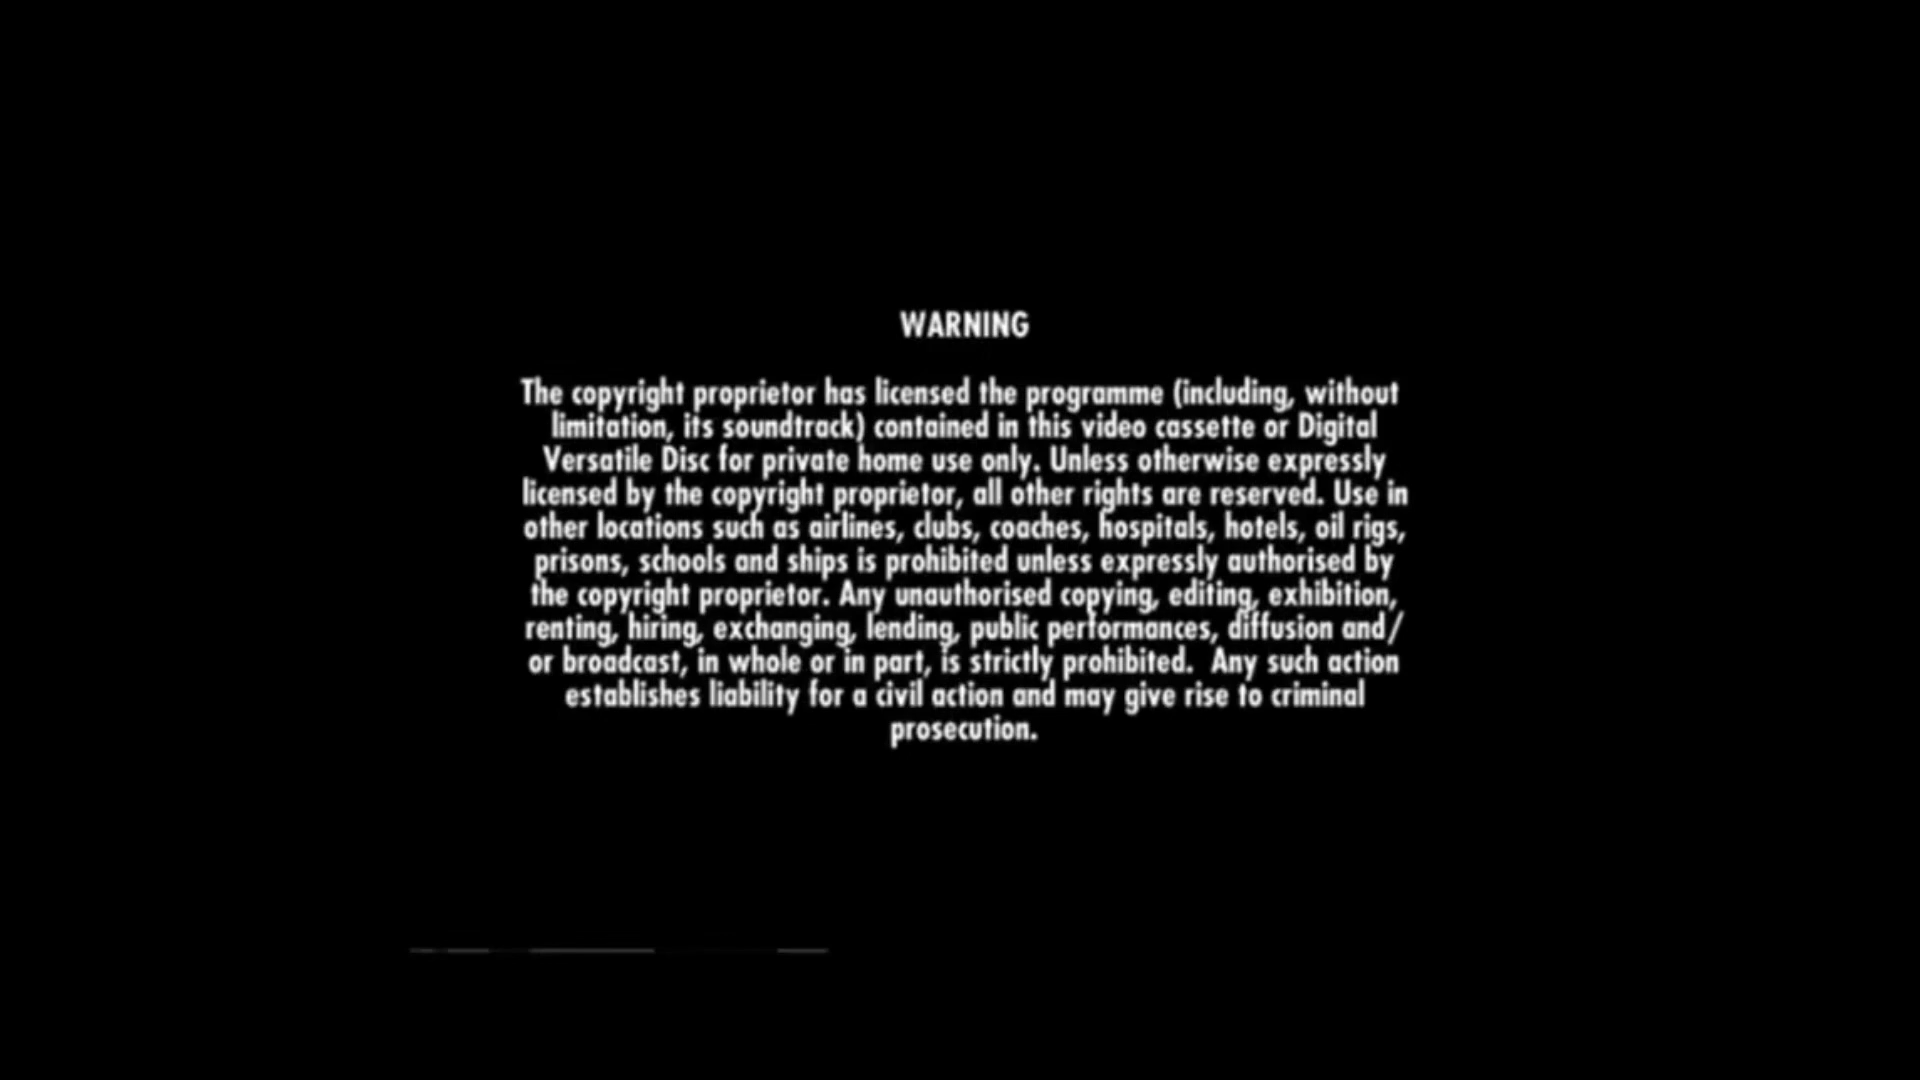 WARNING
The copyright proprietor has licensed the programme (including, without
limitation, its soundtrack) contained in this video cassette or Digital
Versatile Disc for private home use only. Unless otherwise expressly
licensed by the copyright proprietor, all other rights are reserved. Use in
other locations such as airlines, clubs, coaches, hospitals, hotels, oil rigs,
prisons, schools and ships is prohibited unless expressly authorised by
the copyright proprietor. Any unauthorised copying, editing, exhibition,
renting, hiring, exchanging, lending, public performances, diffusion and/
or broadcast, in whole or in part, is strictly prohibited.  Any such action
establishes liability for a civil action and may give rise to criminal
prosecution.